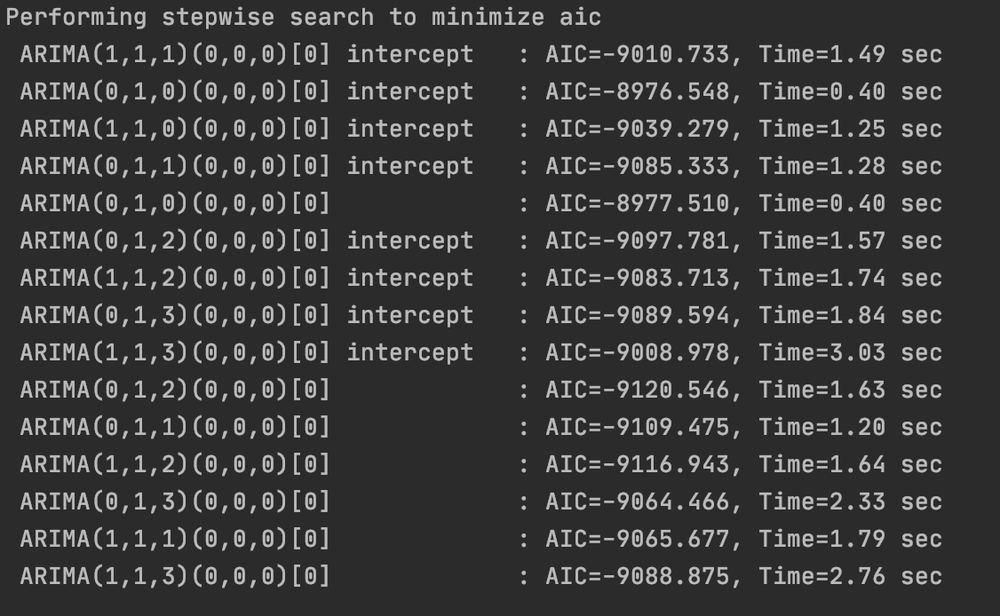 Performing stepwise search to minimize aic
 ARIMA(1,1,1)(0,0,0)[0] intercept   : AIC=-9010.733, Time=1.49 sec
 ARIMA(0,1,0)(0,0,0)[0] intercept   : AIC=-8976.548, Time=0.40 sec
 ARIMA(1,1,0)(0,0,0)[0] intercept   : AIC=-9039.279, Time=1.25 sec
 ARIMA(0,1,1)(0,0,0)[0] intercept   : AIC=-9085.333, Time=1.28 sec
 ARIMA(0,1,0)(0,0,0)[0]             : AIC=-8977.510, Time=0.40 sec
 ARIMA(0,1,2)(0,0,0)[0] intercept   : AIC=-9097.781, Time=1.57 sec
 ARIMA(1,1,2)(0,0,0)[0] intercept   : AIC=-9083.713, Time=1.74 sec
 ARIMA(0,1,3)(0,0,0)[0] intercept   : AIC=-9089.594, Time=1.84 sec
 ARIMA(1,1,3)(0,0,0)[0] intercept   : AIC=-9008.978, Time=3.03 sec
 ARIMA(0,1,2)(0,0,0)[0]             : AIC=-9120.546, Time=1.63 sec
 ARIMA(0,1,1)(0,0,0)[0]             : AIC=-9109.475, Time=1.20 sec
 ARIMA(1,1,2)(0,0,0)[0]             : AIC=-9116.943, Time=1.64 sec
 ARIMA(0,1,3)(0,0,0)[0]             : AIC=-9064.466, Time=2.33 sec
 ARIMA(1,1,1)(0,0,0)[0]             : AIC=-9065.677, Time=1.79 sec
 ARIMA(1,1,3)(0,0,0)[0]             : AIC=-9088.875, Time=2.76 sec